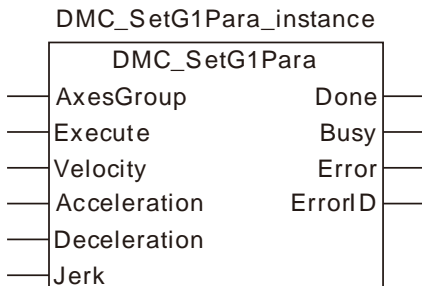 DMC_SetG1Para_instance
DMC_SetG1Para
AxesGroup Done
Execute Busy
Velocity Error
Acceleration ErrorID
Deceleration
Jerk